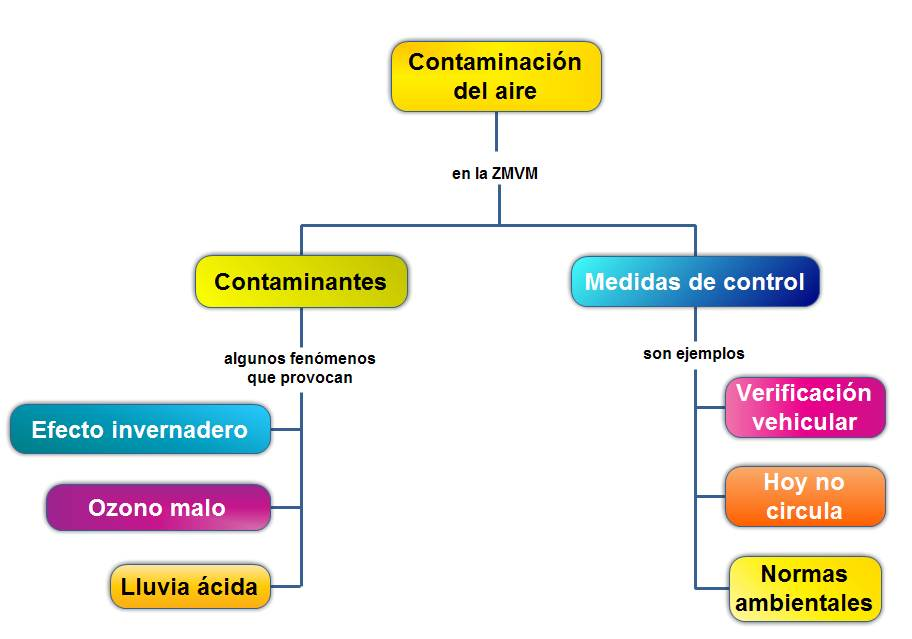 Contaminación
del aire
en la ZMVM
Contaminantes
algunos fenómenos
que provocan
Efecto invernadero
Ozono malo
Lluvia ácida
Medidas de control
son ejemplos
Verificación
vehicular
Hoy no
circula
Normas
ambientales